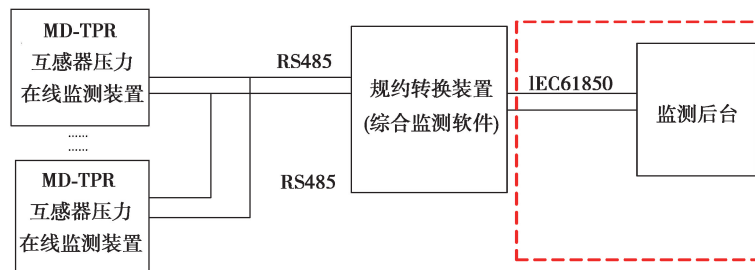 MD-TPR
互感器压力
在线监测装置
......
......
MD-TPR
互感器压力
在线监测装置
RS485
RS485
规约转换装置
(综合监测软件)
IEC61850
监测后台